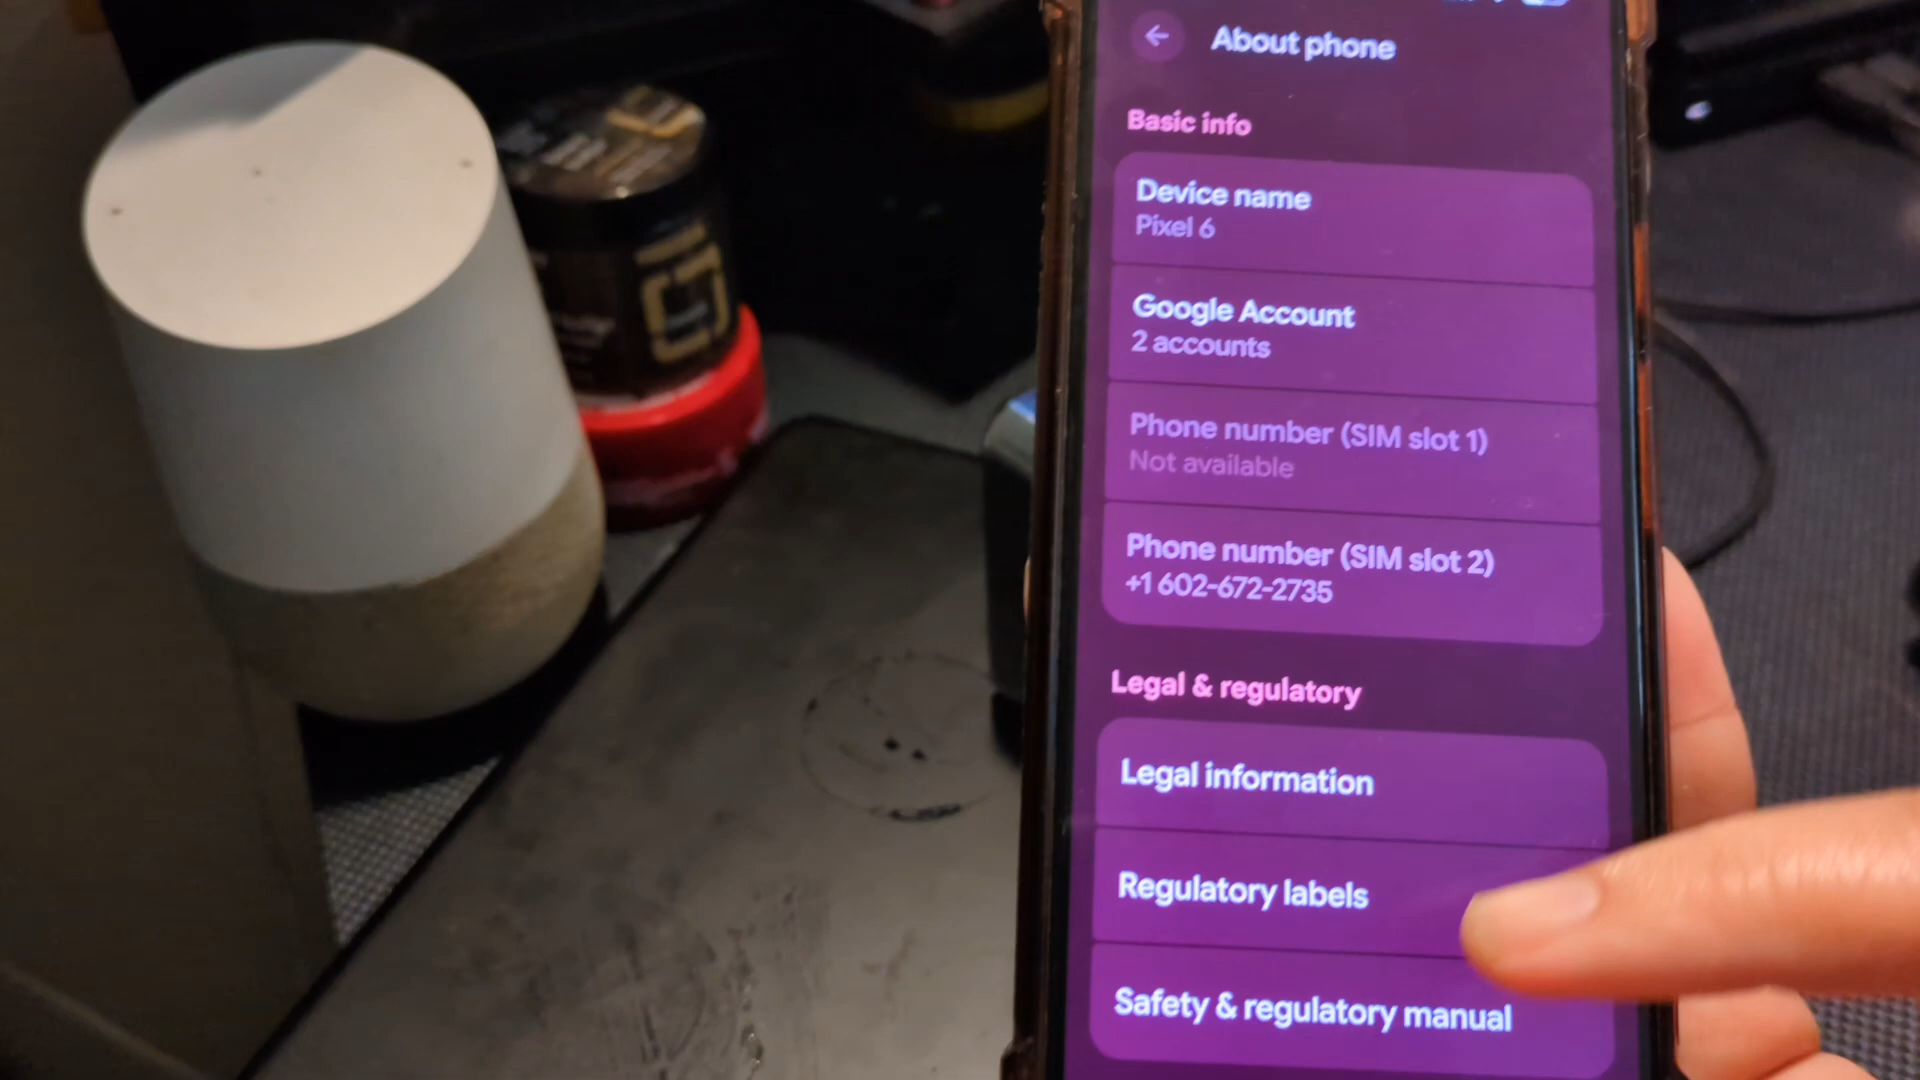 About phone
Basic info
Device name
Pixel 6
Google Account
2 accounts
Phone number (SIM slot 1)
Not available
Phone number (SIM slot 2)
+1 602-672-2735
Legal & regulatory
Legal information
Regulatory labels
Safety & regulatory manual